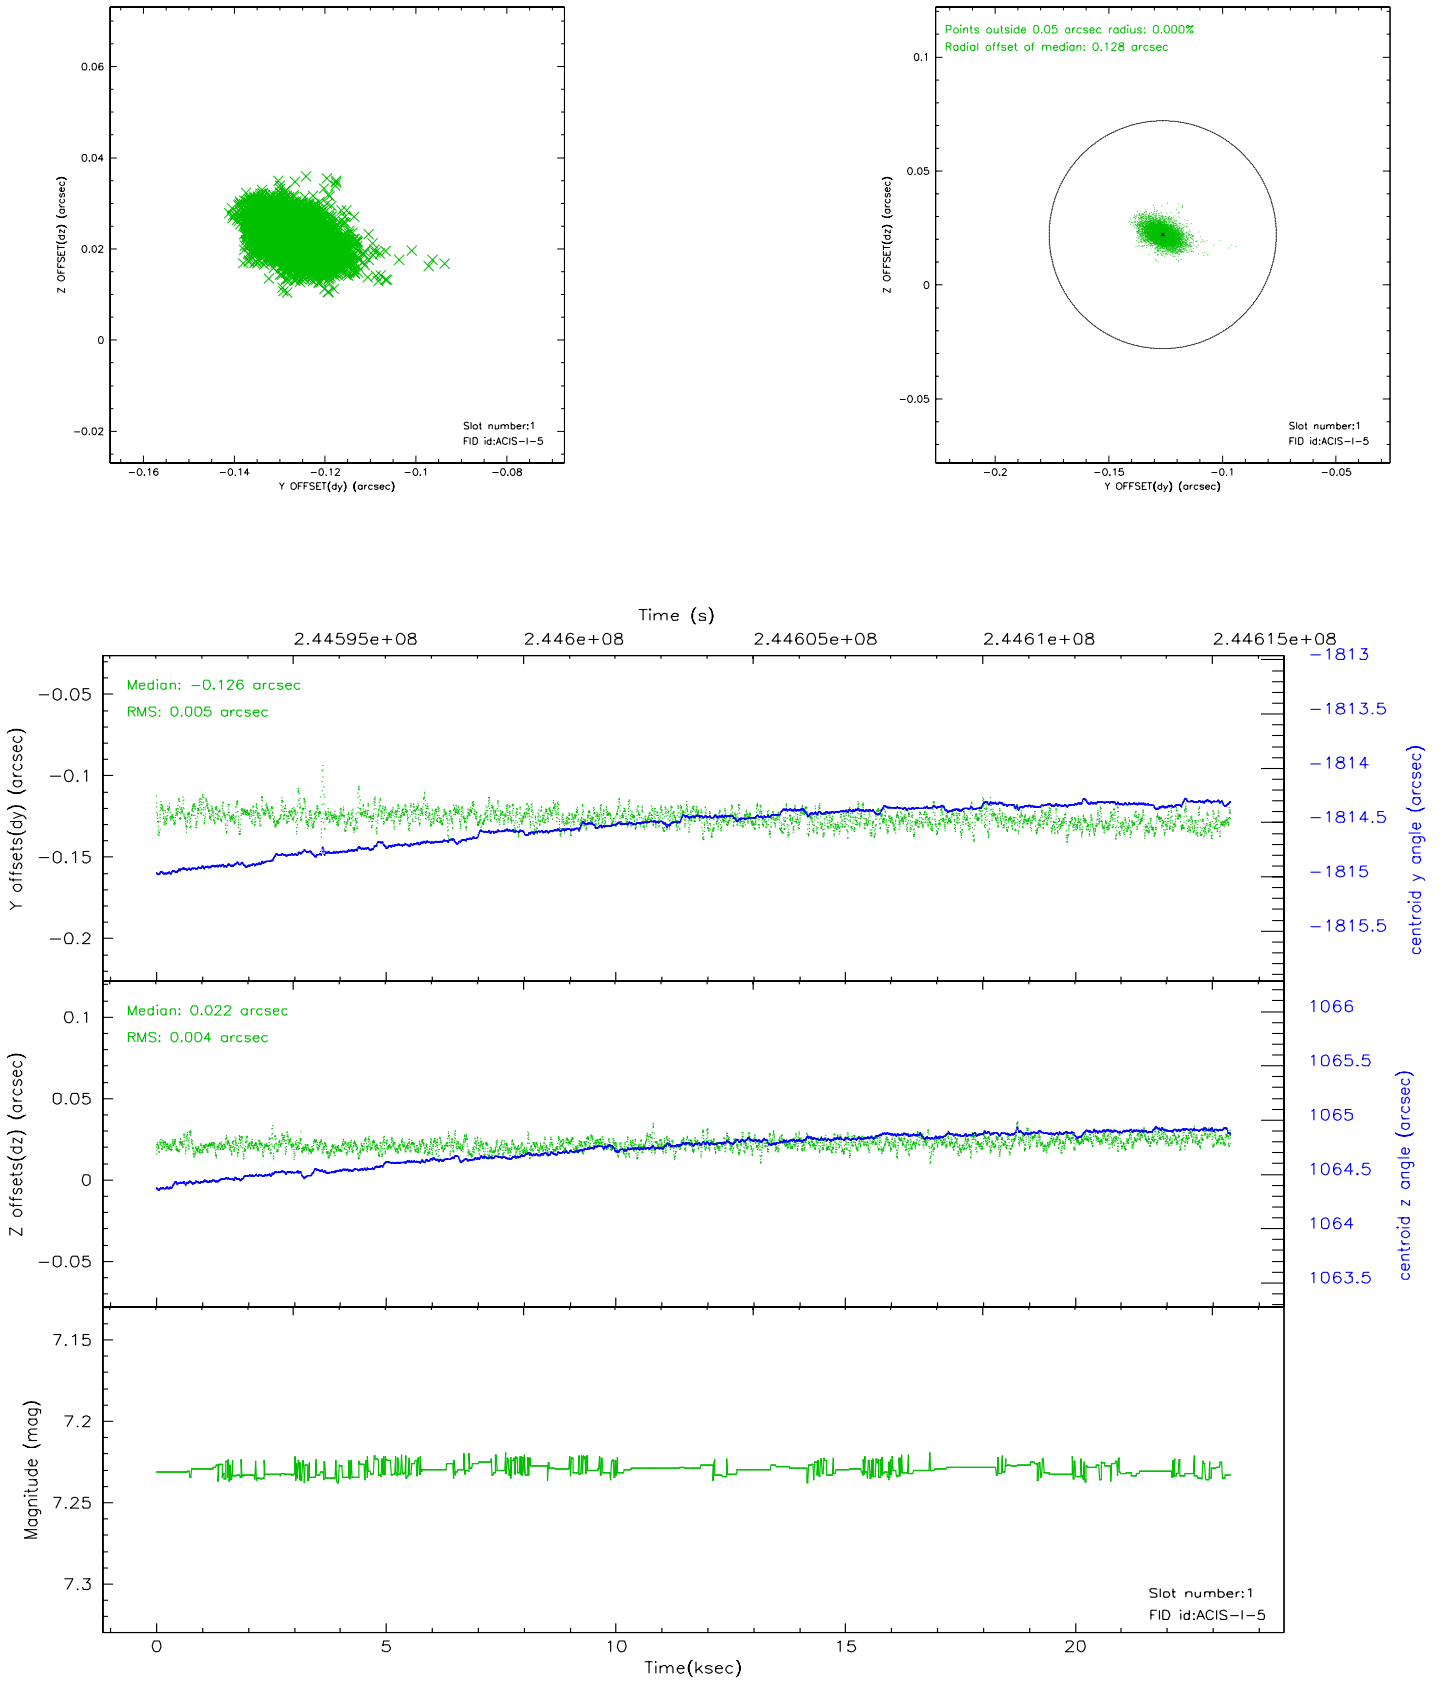 0.06
0.04
0.02
0
−0.02
Z OFFSET(dz) (arcsec)
Slot number:1
FID id:ACIS−I−5
−0.16 −0.14 −0.12 −0.1 −0.08
Y OFFSET(dy) (arcsec)
Points outside 0.05 arcsec radius: 0.000%
Radial offset of median: 0.128 arcsec
0.1
0.05
0
−0.05
Z OFFSET(dz) (arcsec)
Slot number:1
FID id:ACIS−I−5
−0.2 −0.15 −0.1 −0.05
Y OFFSET(dy) (arcsec)
Time (s)
2.44595e+08 2.446e+08 2.44605e+08 2.4461e+08 2.44615e+08
Median: −0.126 arcsec
RMS: 0.005 arcsec
−0.05
−0.1
−0.15
−0.2
Y offsets(dy) (arcsec)
−1813
−1813.5
−1814
−1814.5
−1815
−1815.5
centroid y angle (arcsec)
Median: 0.022 arcsec
RMS: 0.004 arcsec
0.1
0.05
0
−0.05
Z offsets(dz) (arcsec)
1066
1065.5
1065
1064.5
1064
1063.5
centroid z angle (arcsec)
7.15
7.2
7.25
7.3
Magnitude (mag)
Slot number:1
FID id:ACIS−I−5
0 5 10 15 20
Time(ksec)